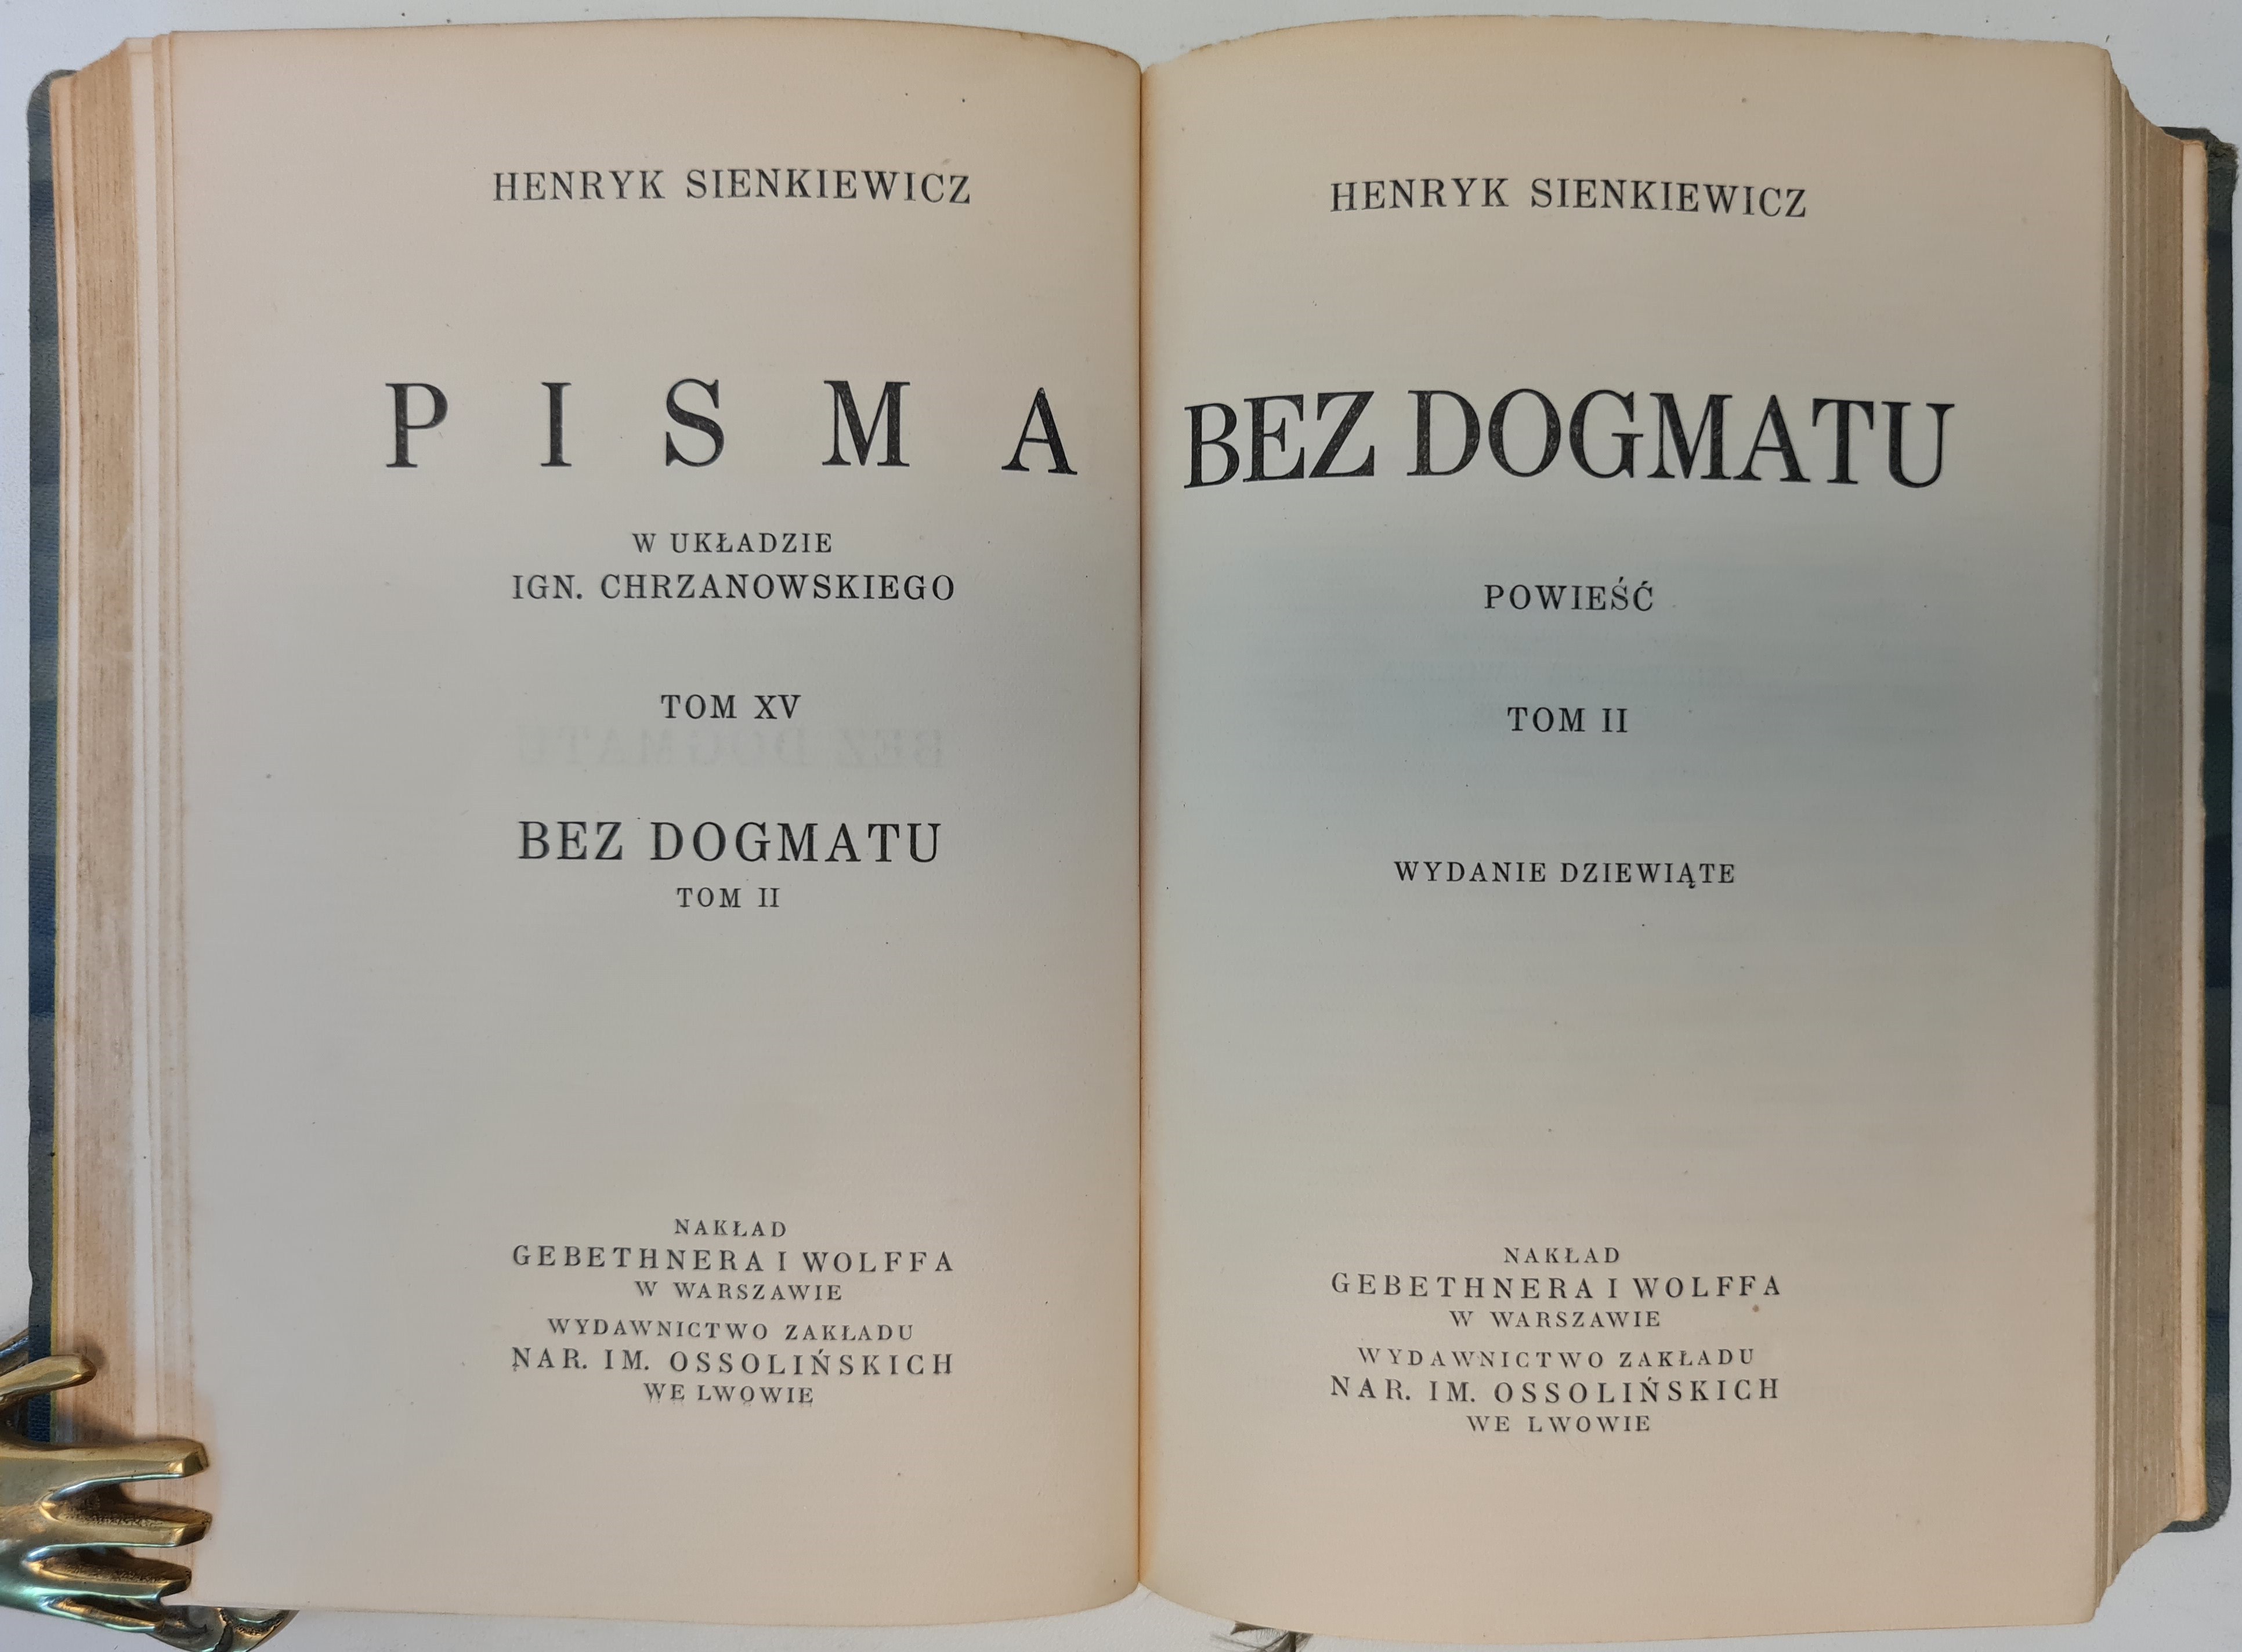 HENRYK SIENKIEWICZ
PISMA
W UKŁADZIE
IGN. CHRZANOWSKIEGO
TOM XV
BEZ DOGMATU
TOM II
NAKŁAD
GEBETHNERA I WOLFFA
W WARSZAWIE
WYDAWNICTWO ZAKŁADU
NAR. IM. OSSOLIŃSKICH
WE LWOWIE
HENRYK SIENKIEWICZ
BEZ DOGMATU
POWIEŚĆ
TOM II
WYDANIE DZIEWIĄTE
NAKŁAD
GEBETHNERA I WOLFFA
W WARSZAWIE
WYDAWNICTWO ZAKŁADU
NAR. IM. OSSOLIŃSKICH
WE LWOWIE